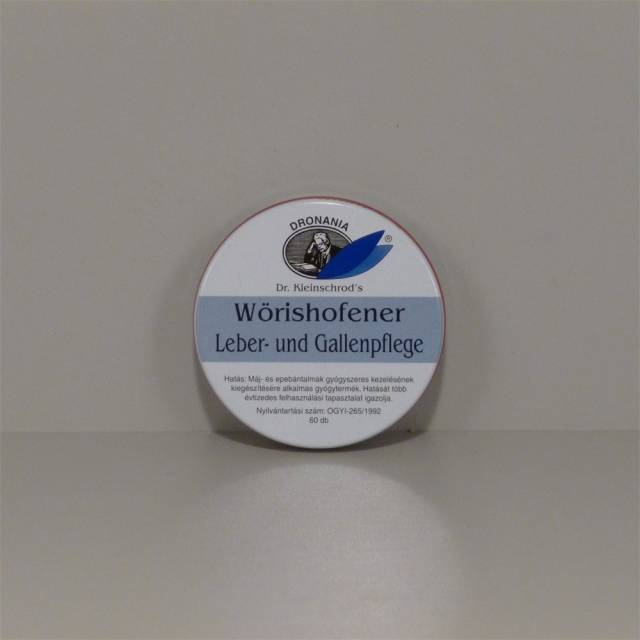 DRONANIA
®
Dr. Kleinschrod's
Wörishofener
Leber- und Gallenpflege
Hatás: Máj- és epebántalmak gyógyszeres kezelésének
kiegészítésére alkalmas gyógytermék. Hatását több
évtizedes felhasználási tapasztalat igazolja.
Nyilvántartási szám: OGYI-265/1992
60 db